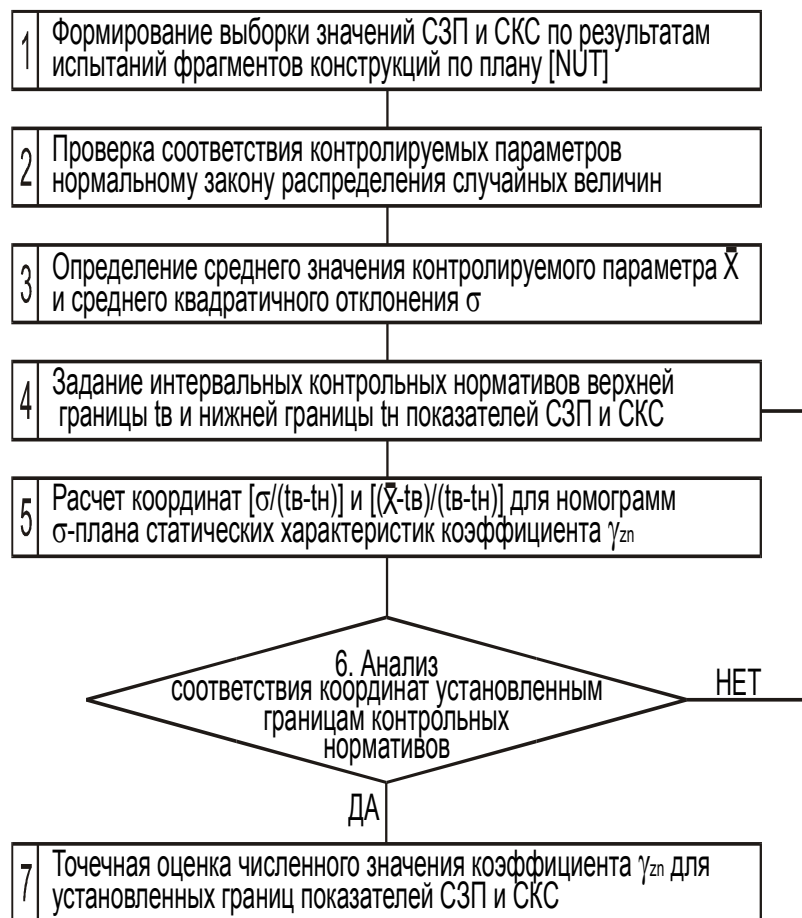 1 Формирование выборки значений СЗП и СКС по результатам
испытаний фрагментов конструкций по плану [NUT]
2 Проверка соответствия контролируемых параметров
нормальному закону распределения случайных величин
3 Определение среднего значения контролируемого параметра X̄
и среднего квадратичного отклонения σ
4 Задание интервальных контрольных нормативов верхней
границы tв и нижней границы tн показателей СЗП и СКС
5 Расчет координат [σ/(tв-tн)] и [(X̄-tв)/(tв-tн)] для номограмм
σ-плана статических характеристик коэффициента γzn
6. Анализ
соответствия координат установленным
границам контрольных
нормативов
НЕТ
ДА
7 Точечная оценка численного значения коэффициента γzn для
установленных границ показателей СЗП и СКС